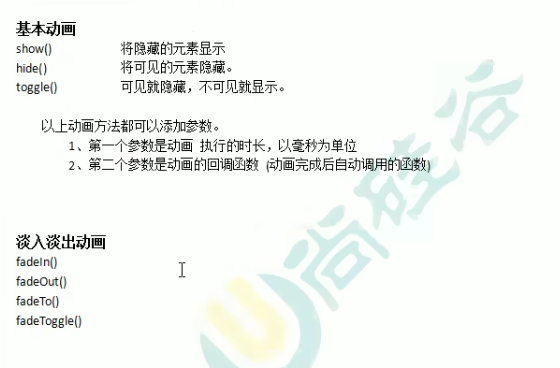 基本动画
show() 将隐藏的元素显示
hide() 将可见的元素隐藏。
toggle() 可见就隐藏，不可见就显示。
以上动画方法都可以添加参数。
1、第一个参数是动画 执行的时长，以毫秒为单位
2、第二个参数是动画的回调函数 (动画完成后自动调用的函数)
淡入淡出动画
fadeIn()
fadeOut()
fadeTo()
fadeToggle()
尚硅谷